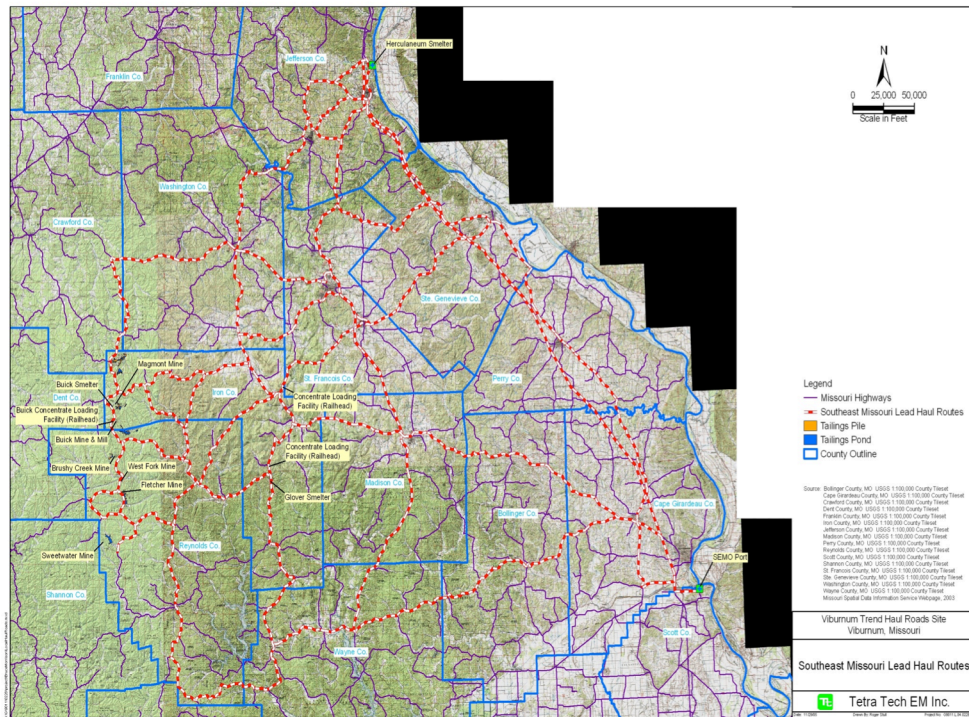 Herculaneum Smelter
Jefferson Co.
Franklin Co.
N
0 25,000 50,000
Scale in Feet
Washington Co.
Crawford Co.
Ste. Genevieve Co.
Perry Co.
St. Francois Co.
Magmont Mine
Buick Smelter
Dent Co.
Iron Co.
Buick Concentrate Loading
Facility (Railhead)
Concentrate Loading
Facility (Railhead)
Buick Mine & Mill
Brushy Creek Mine
West Fork Mine
Fletcher Mine
Concentrate Loading
Facility (Railhead)
Glover Smelter
Madison Co.
Bollinger Co.
Cape Girardeau Co.
Sweetwater Mine
Reynolds Co.
SEMO Port
Shannon Co.
Scott Co.
Wayne Co.
Legend
Missouri Highways
Southeast Missouri Lead Haul Routes
Tailings Pile
Tailings Pond
County Outline
Source: Bollinger County, MO USGS 1:100,000 County Tileset
Cape Girardeau County, MO USGS 1:100,000 County Tileset
Crawford County, MO USGS 1:100,000 County Tileset
Dent County, MO USGS 1:100,000 County Tileset
Franklin County, MO USGS 1:100,000 County Tileset
Iron County, MO USGS 1:100,000 County Tileset
Jefferson County, MO USGS 1:100,000 County Tileset
Madison County, MO USGS 1:100,000 County Tileset
Perry County, MO USGS 1:100,000 County Tileset
Reynolds County, MO USGS 1:100,000 County Tileset
Scott County, MO USGS 1:100,000 County Tileset
Shannon County, MO USGS 1:100,000 County Tileset
St. Francois County, MO USGS 1:100,000 County Tileset
Ste. Genevieve County, MO USGS 1:100,000 County Tileset
Washington County, MO USGS 1:100,000 County Tileset
Wayne County, MO USGS 1:100,000 County Tileset
Missouri Spatial Data Information Service Webpage, 2003
Viburnum Trend Haul Roads Site
Viburnum, Missouri
Southeast Missouri Lead Haul Routes
Tetra Tech EM Inc.